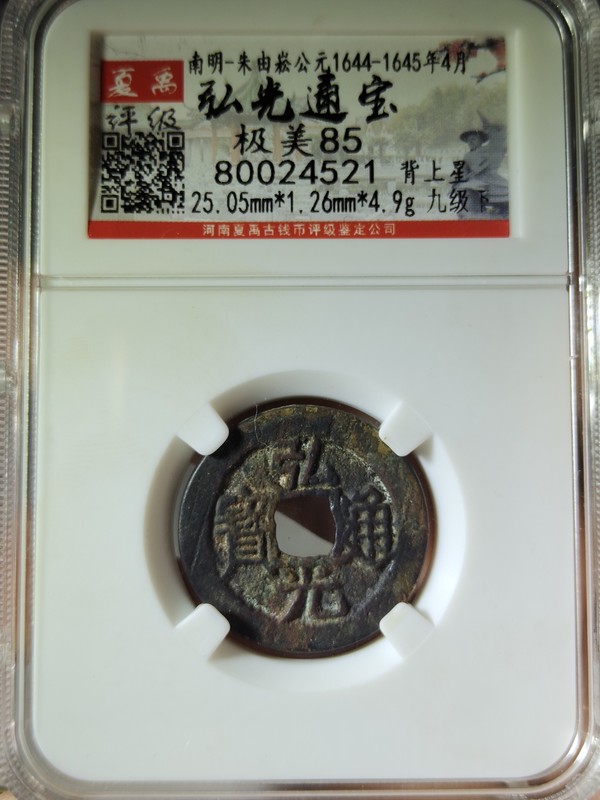 夏禹
评级
南明-朱由崧公元1644-1645年4月
弘光通宝
极美85
80024521 背上星
25.05mm*1.26mm*4.9g 九级下
河南夏禹古钱币评级鉴定公司
弘光通寶